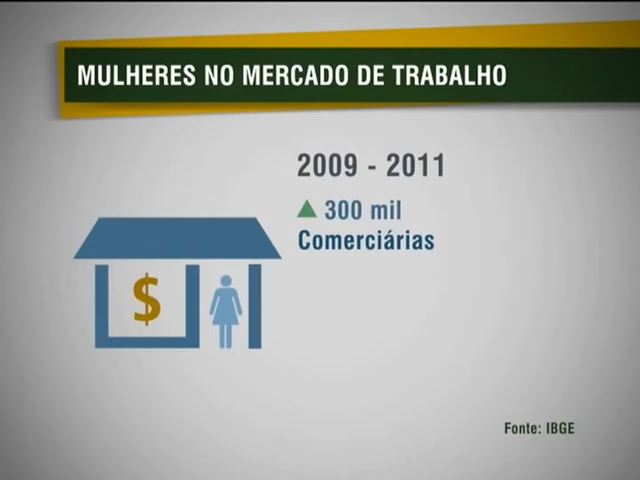 MULHERES NO MERCADO DE TRABALHO
2009 - 2011
▲ 300 mil
Comerciárias
$
Fonte: IBGE